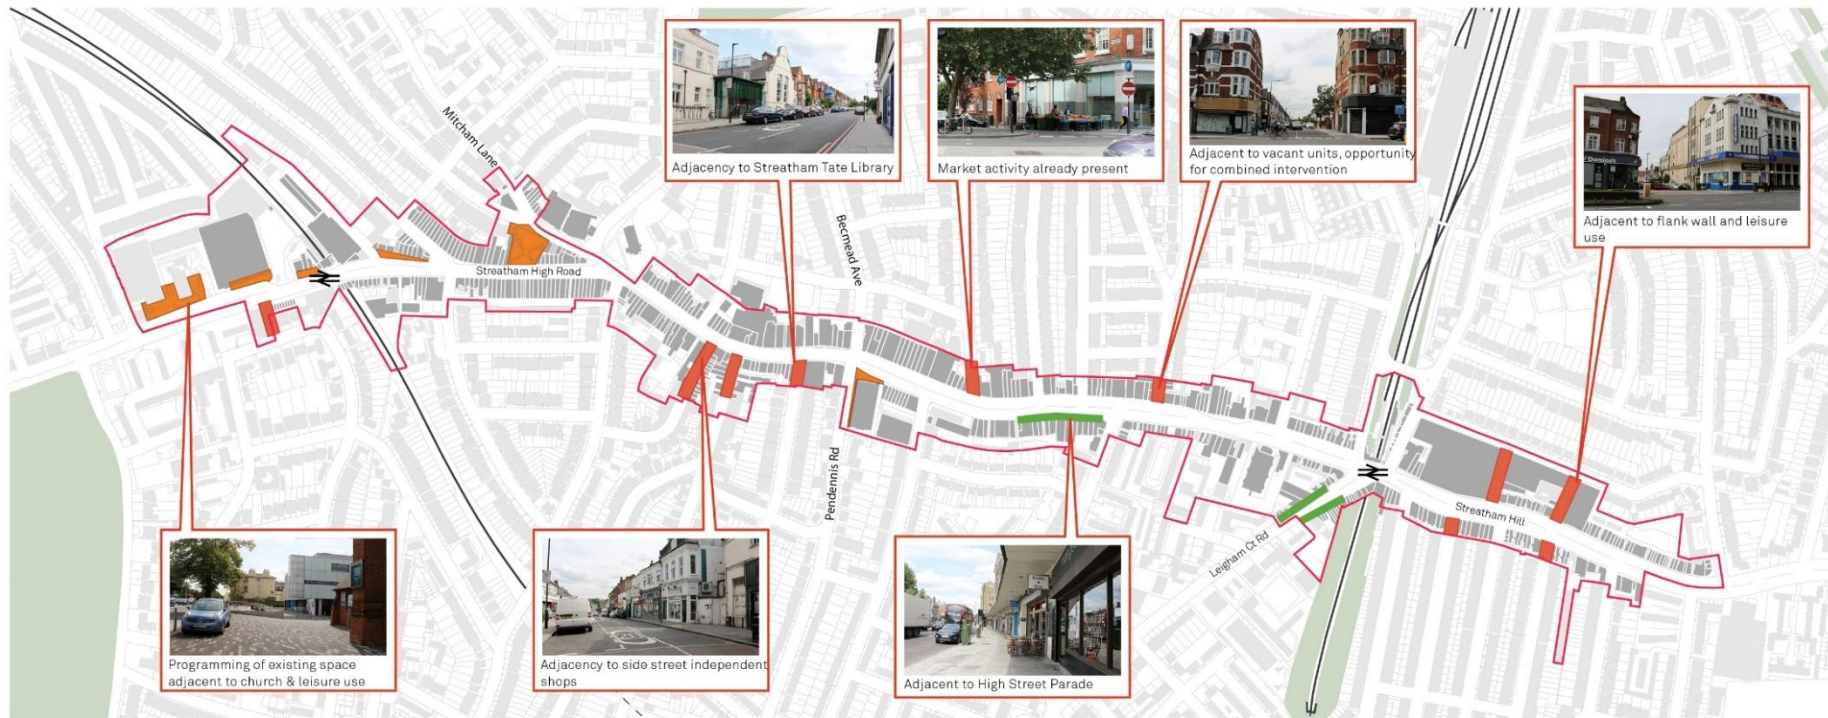 Adjacency to Streatham Tate Library
Market activity already present
Adjacent to vacant units, opportunity
for combined intervention
Domino's
Adjacent to flank wall and leisure
use
Mitcham Lane
Streatham High Road
Becmead Ave
Pendennis Rd
Leigham Ct Rd
Streatham Hill
Programming of existing space
adjacent to church & leisure use
Adjacency to side street independent
shops
Adjacent to High Street Parade